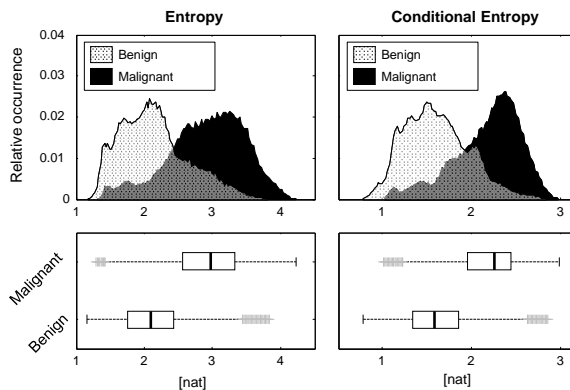 Entropy
Conditional Entropy
Relative occurrence
0.04
0.03
0.02
0.01
0
Benign
Malignant
Benign
Malignant
1 2 3 4
1 2 3
Malignant
Benign
1 2 3 4
1 2 3
[nat]
[nat]